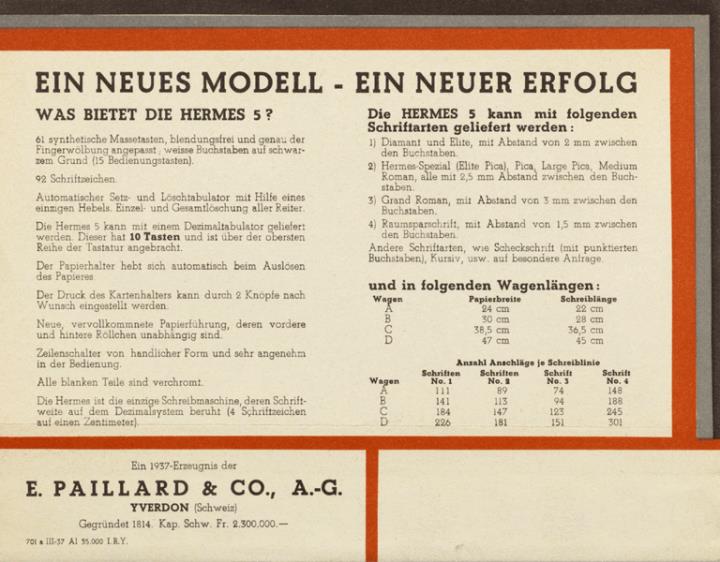 EIN NEUES MODELL - EIN NEUER ERFOLG
WAS BIETET DIE HERMES 5?
61 synthetische Massetasten, blendungsfrei und genau der
Fingerwölbung angepasst; weisse Buchstaben auf schwar-
zem Grund (15 Bedienungstasten).
92 Schriftzeichen.
Automatischer Setz- und Löschtabulator mit Hilfe eines
einzigen Hebels. Einzel- und Gesamtlöschung aller Reiter.
Die Hermes 5 kann mit einem Dezimaltabulator geliefert
werden. Dieser hat 10 Tasten und ist über der obersten
Reihe der Tastatur angebracht.
Der Papierhalter hebt sich automatisch beim Auslösen
des Papieres.
Der Druck des Kartenhalters kann durch 2 Knöpfe nach
Wunsch eingestellt werden.
Neue, vervollkommnete Papierführung, deren vordere
und hintere Röllchen unabhängig sind.
Zeilenschalter von handlicher Form und sehr angenehm
in der Bedienung.
Alle blanken Teile sind verchromt.
Die Hermes ist die einzige Schreibmaschine, deren Schrift-
weite auf dem Dezimalsystem beruht (4 Schriftzeichen
auf einen Zentimeter).
Die HERMES 5 kann mit folgenden
Schriftarten geliefert werden:
1) Diamant und Elite, mit Abstand von 2 mm zwischen
den Buchstaben.
2) Hermes-Spezial (Elite Pica), Pica, Large Pica, Medium
Roman, alle mit 2,5 mm Abstand zwischen den Buch-
staben.
3) Grand Roman, mit Abstand von 3 mm zwischen den
Buchstaben.
4) Raumsparschrift, mit Abstand von 1,5 mm zwischen
den Buchstaben.
Andere Schriftarten, wie Scheckschrift (mit punktierten
Buchstaben), Kursiv, usw. auf besondere Anfrage.
und in folgenden Wagenlängen:
Wagen Papierbreite Schreiblänge
A 24 cm 22 cm
B 30 cm 28 cm
C 38,5 cm 36,5 cm
D 47 cm 45 cm
Anzahl Anschläge je Schreiblinie
Schriften Schriften Schrift Schrift
Wagen No. 1 No. 2 No. 3 No. 4
A 111 89 74 148
B 141 113 94 188
C 184 147 123 245
D 226 181 151 301
Ein 1937-Erzeugnis der
E. PAILLARD & CO., A.-G.
YVERDON (Schweiz)
Gegründet 1814. Kap. Schw. Fr. 2.300.000.—
701 a III-37 Al 35.000 I.R.Y.